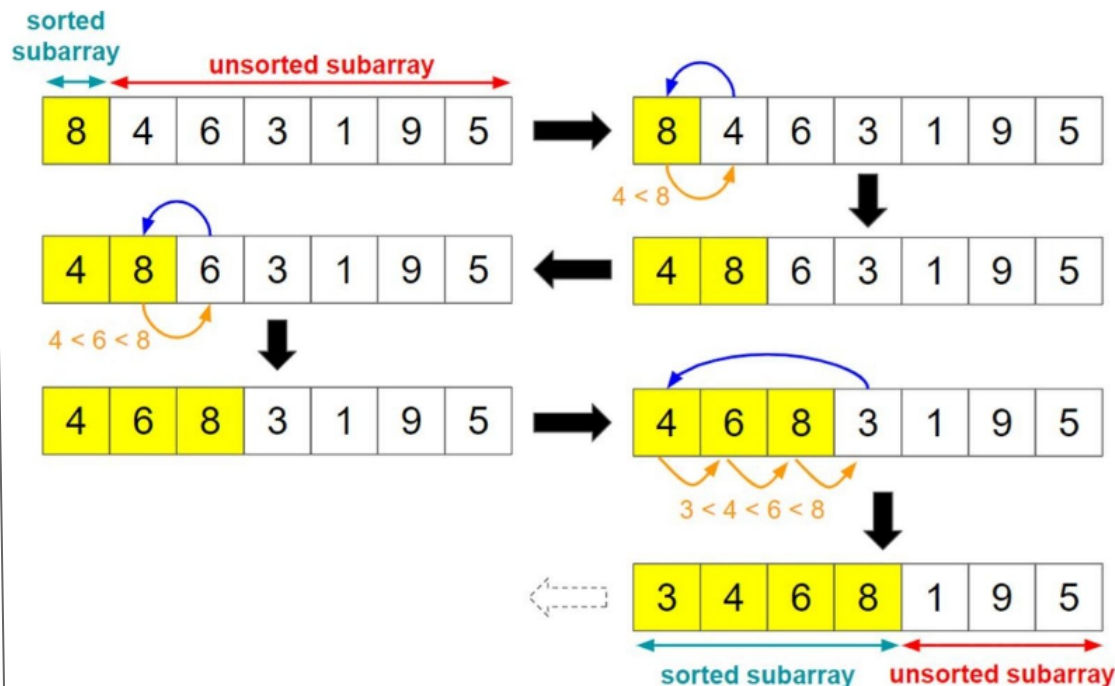 sorted
subarray
unsorted subarray
8 4 6 3 1 9 5
8 4 6 3 1 9 5
4 < 8
4 8 6 3 1 9 5
4 8 6 3 1 9 5
4 < 6 < 8
4 6 8 3 1 9 5
4 6 8 3 1 9 5
3 < 4 < 6 < 8
3 4 6 8 1 9 5
sorted subarray
unsorted subarray